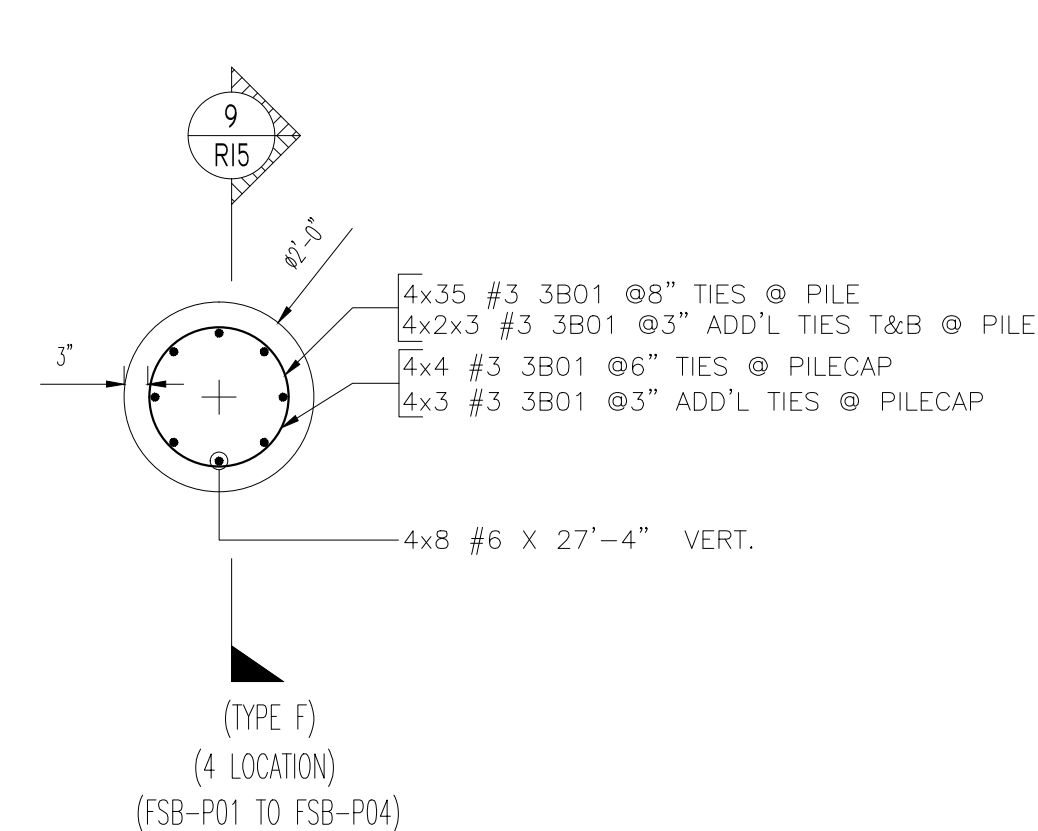 9
R15
ø2'-0"
3"
4x35 #3 3B01 @8" TIES @ PILE
4x2x3 #3 3B01 @3" ADD'L TIES T&B @ PILE
4x4 #3 3B01 @6" TIES @ PILECAP
4x3 #3 3B01 @3" ADD'L TIES @ PILECAP
4x8 #6 X 27'-4" VERT.
(TYPE F)
(4 LOCATION)
(FSB-P01 TO FSB-P04)